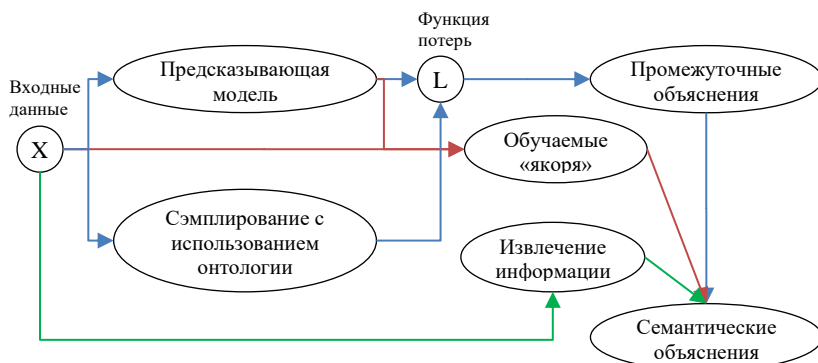 Функция
потерь
Входные
данные
X
Предсказывающая
модель
L
Промежуточные
объяснения
Обучаемые
«якоря»
Сэмплирование с
использованием
онтологии
Извлечение
информации
Семантические
объяснения